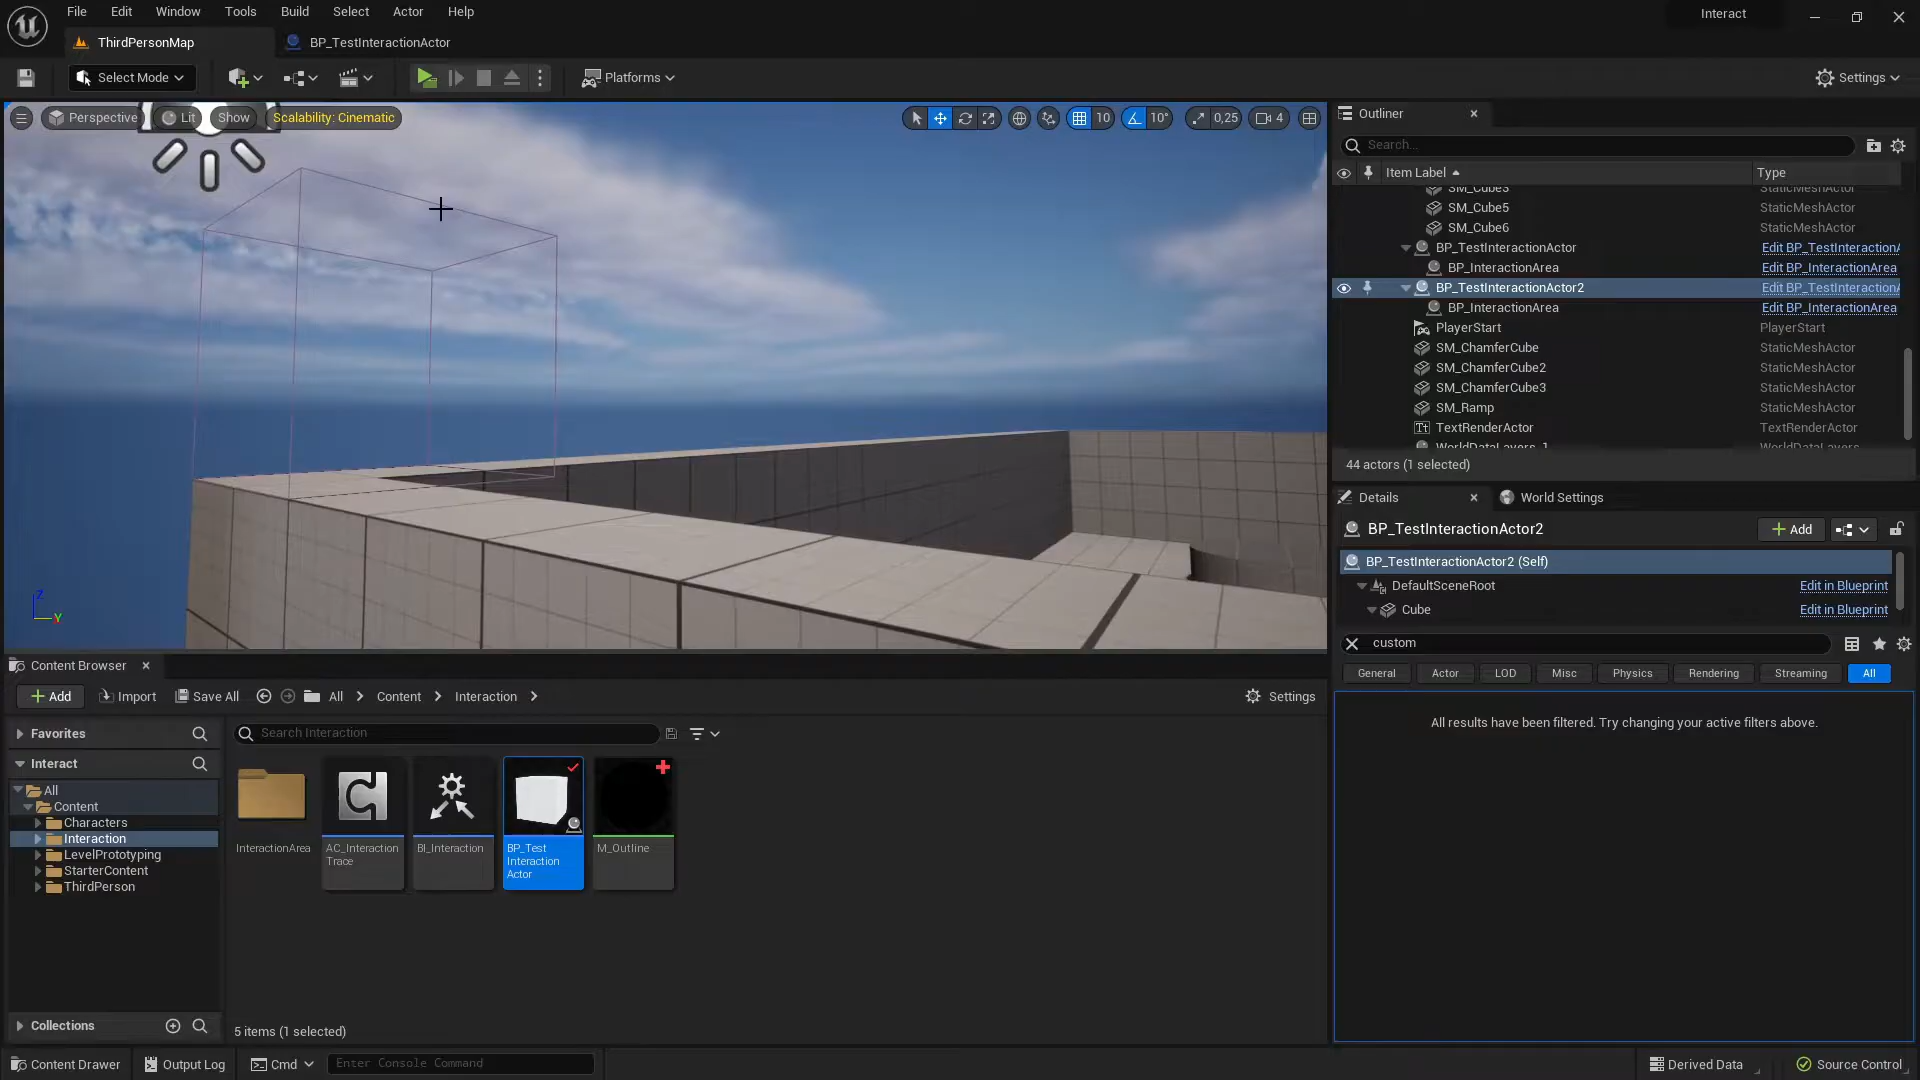 File Edit Window Tools Build Select Actor Help
Interact
ThirdPersonMap
BP_TestInteractionActor
Select Mode
Platforms
Settings
Perspective
Lit
Show
Scalability: Cinematic
10
10°
0,25
4
Z
Y
Outliner
Search...
Item Label
Type
SM_Cube3 StaticMeshActor
SM_Cube5 StaticMeshActor
SM_Cube6 StaticMeshActor
BP_TestInteractionActor Edit BP_TestInteractionA
BP_InteractionArea Edit BP_InteractionArea
BP_TestInteractionActor2 Edit BP_TestInteractionA
BP_InteractionArea Edit BP_InteractionArea
PlayerStart PlayerStart
SM_ChamferCube StaticMeshActor
SM_ChamferCube2 StaticMeshActor
SM_ChamferCube3 StaticMeshActor
SM_Ramp StaticMeshActor
TextRenderActor TextRenderActor
WorldDataLayers_1 WorldDataLayers
44 actors (1 selected)
Details
World Settings
BP_TestInteractionActor2
Add
BP_TestInteractionActor2 (Self)
DefaultSceneRoot Edit in Blueprint
Cube Edit in Blueprint
custom
General Actor LOD Misc Physics Rendering Streaming All
All results have been filtered. Try changing your active filters above.
Content Browser
Add Import Save All All Content Interaction
Settings
Favorites
Search Interaction
Interact
All
Content
Characters
Interaction
LevelPrototyping
StarterContent
ThirdPerson
Collections
InteractionArea
AC_Interaction
Trace
BI_Interaction
BP_Test
Interaction
Actor
M_Outline
5 items (1 selected)
Content Drawer
Output Log
Cmd
Enter Console Command
Derived Data
Source Control